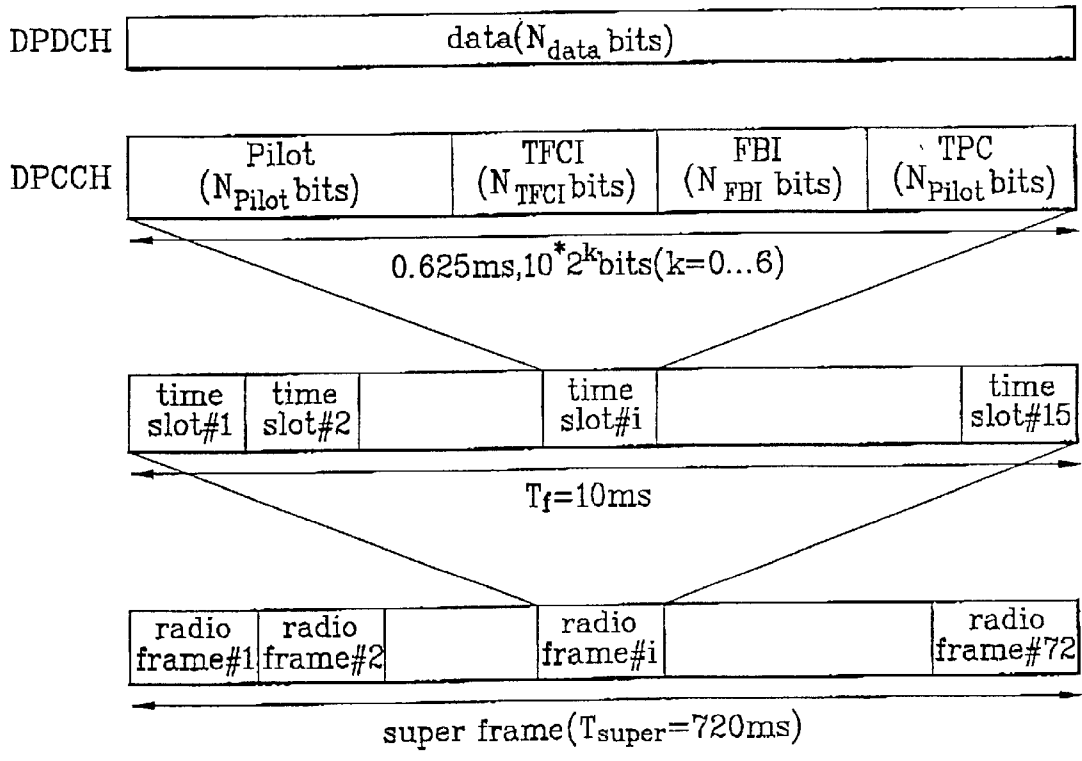 DPDCH
data(N_data bits)
DPCCH
Pilot
(N_Pilot bits)
TFCI
(N_TFCI bits)
FBI
(N_FBI bits)
TPC
(N_Pilot bits)
0.625ms,10*2^k bits(k=0...6)
time
slot#1
time
slot#2
time
slot#i
time
slot#15
T_f=10ms
radio
frame#1
radio
frame#2
radio
frame#i
radio
frame#72
super frame(T_super=720ms)